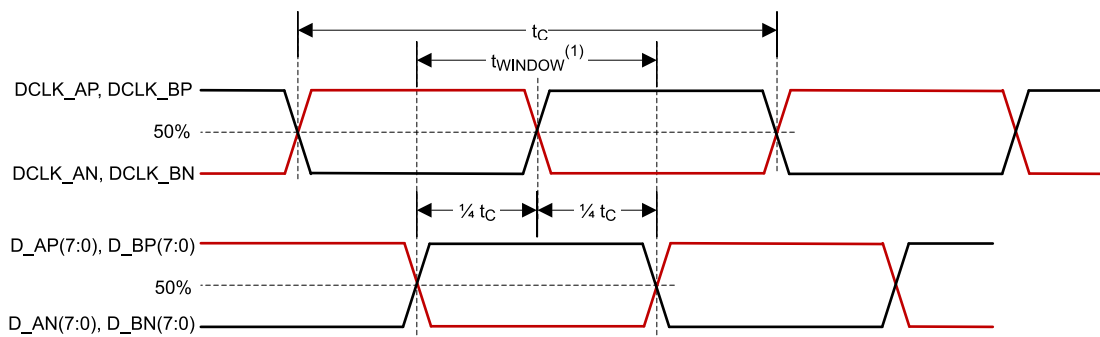 t_C
t_WINDOW^(1)
DCLK_AP, DCLK_BP
50%
DCLK_AN, DCLK_BN
¼ t_C ¼ t_C
D_AP(7:0), D_BP(7:0)
50%
D_AN(7:0), D_BN(7:0)